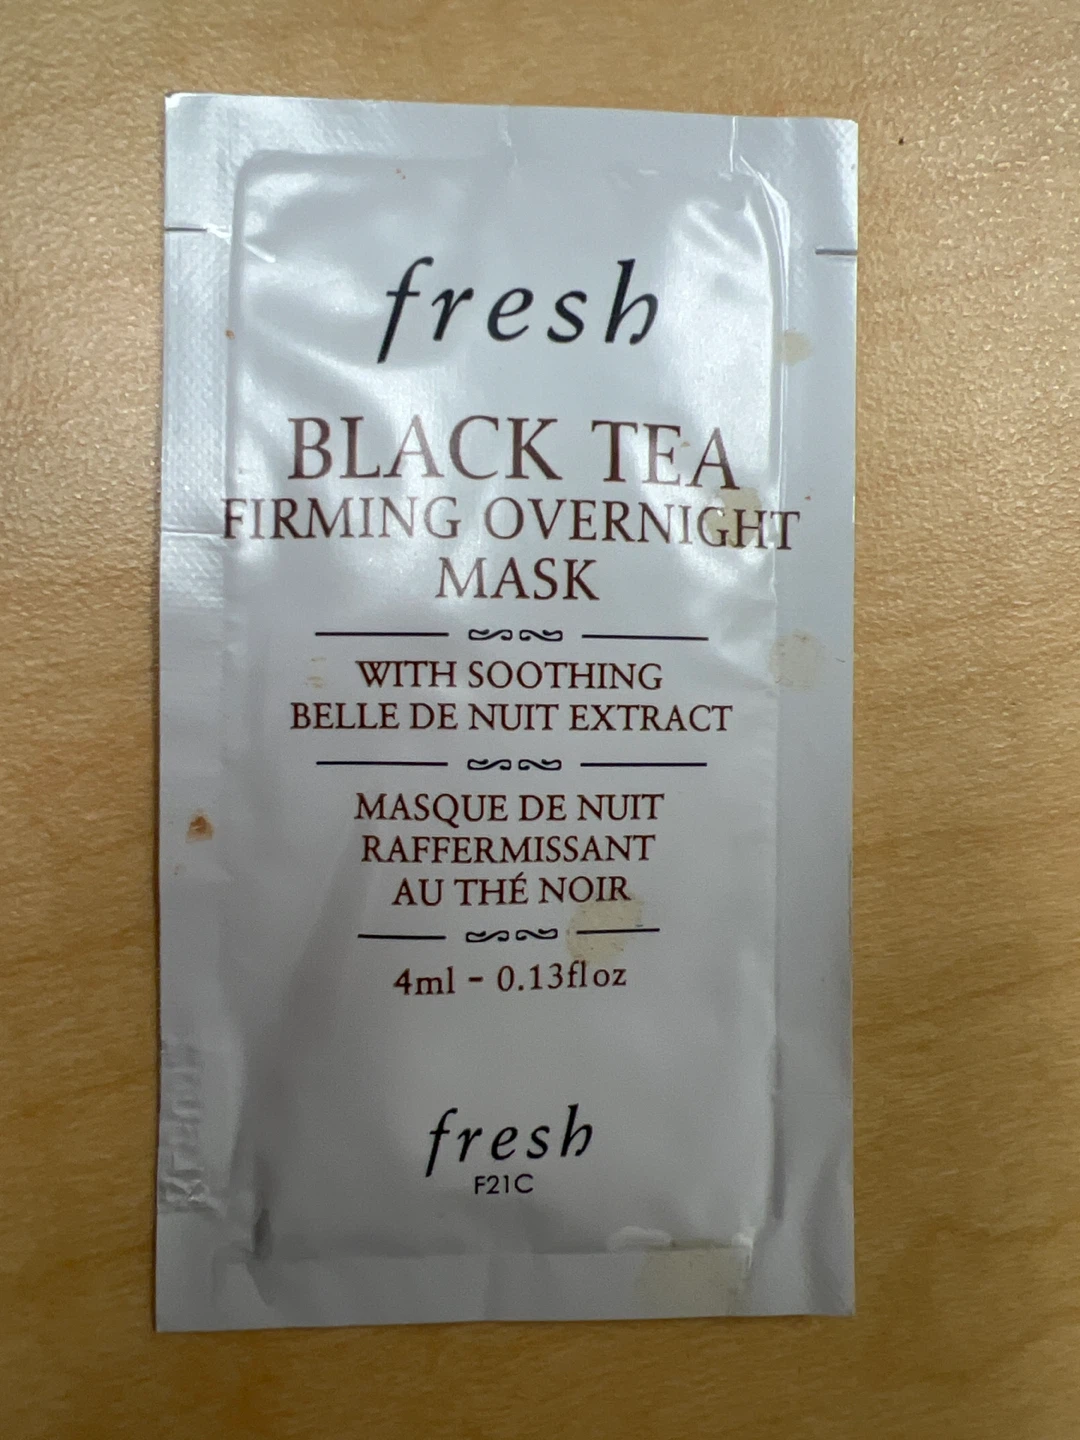 fresh
BLACK TEA
FIRMING OVERNIGHT
MASK
WITH SOOTHING
BELLE DE NUIT EXTRACT
MASQUE DE NUIT
RAFFERMISSANT
AU THÉ NOIR
4ml - 0.13fl oz
fresh
F21C